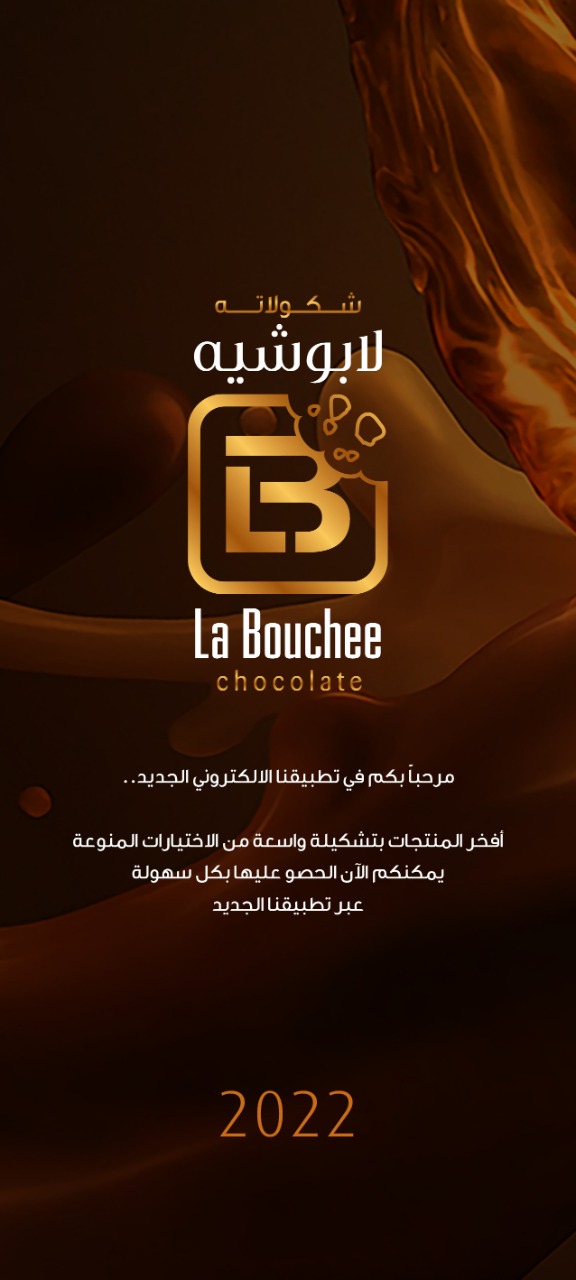 شـكـولاتـه
لابوشيه
LB
La Bouchee
chocolate
مرحباً بكم في تطبيقنا الالكتروني الجديد..
أفخر المنتجات بتشكيلة واسعة من الاختيارات المنوعة
يمكنكم الآن الحصو عليها بكل سهولة
عبر تطبيقنا الجديد
2022